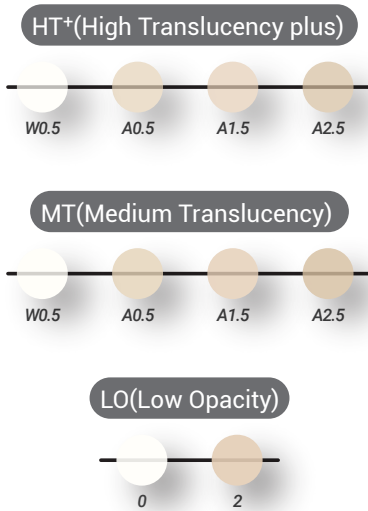 HT⁺(High Translucency plus)
W0.5 A0.5 A1.5 A2.5
MT(Medium Translucency)
W0.5 A0.5 A1.5 A2.5
LO(Low Opacity)
0 2